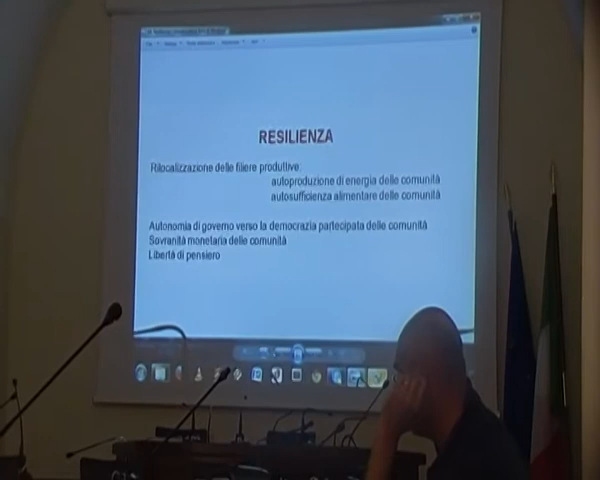 RESILIENZA
Rilocalizzazione delle filiere produttive:
autoproduzione di energia delle comunità
autosufficienza alimentare delle comunità
Autonomia di governo verso la democrazia partecipata delle comunità
Sovranità monetaria delle comunità
Libertà di pensiero